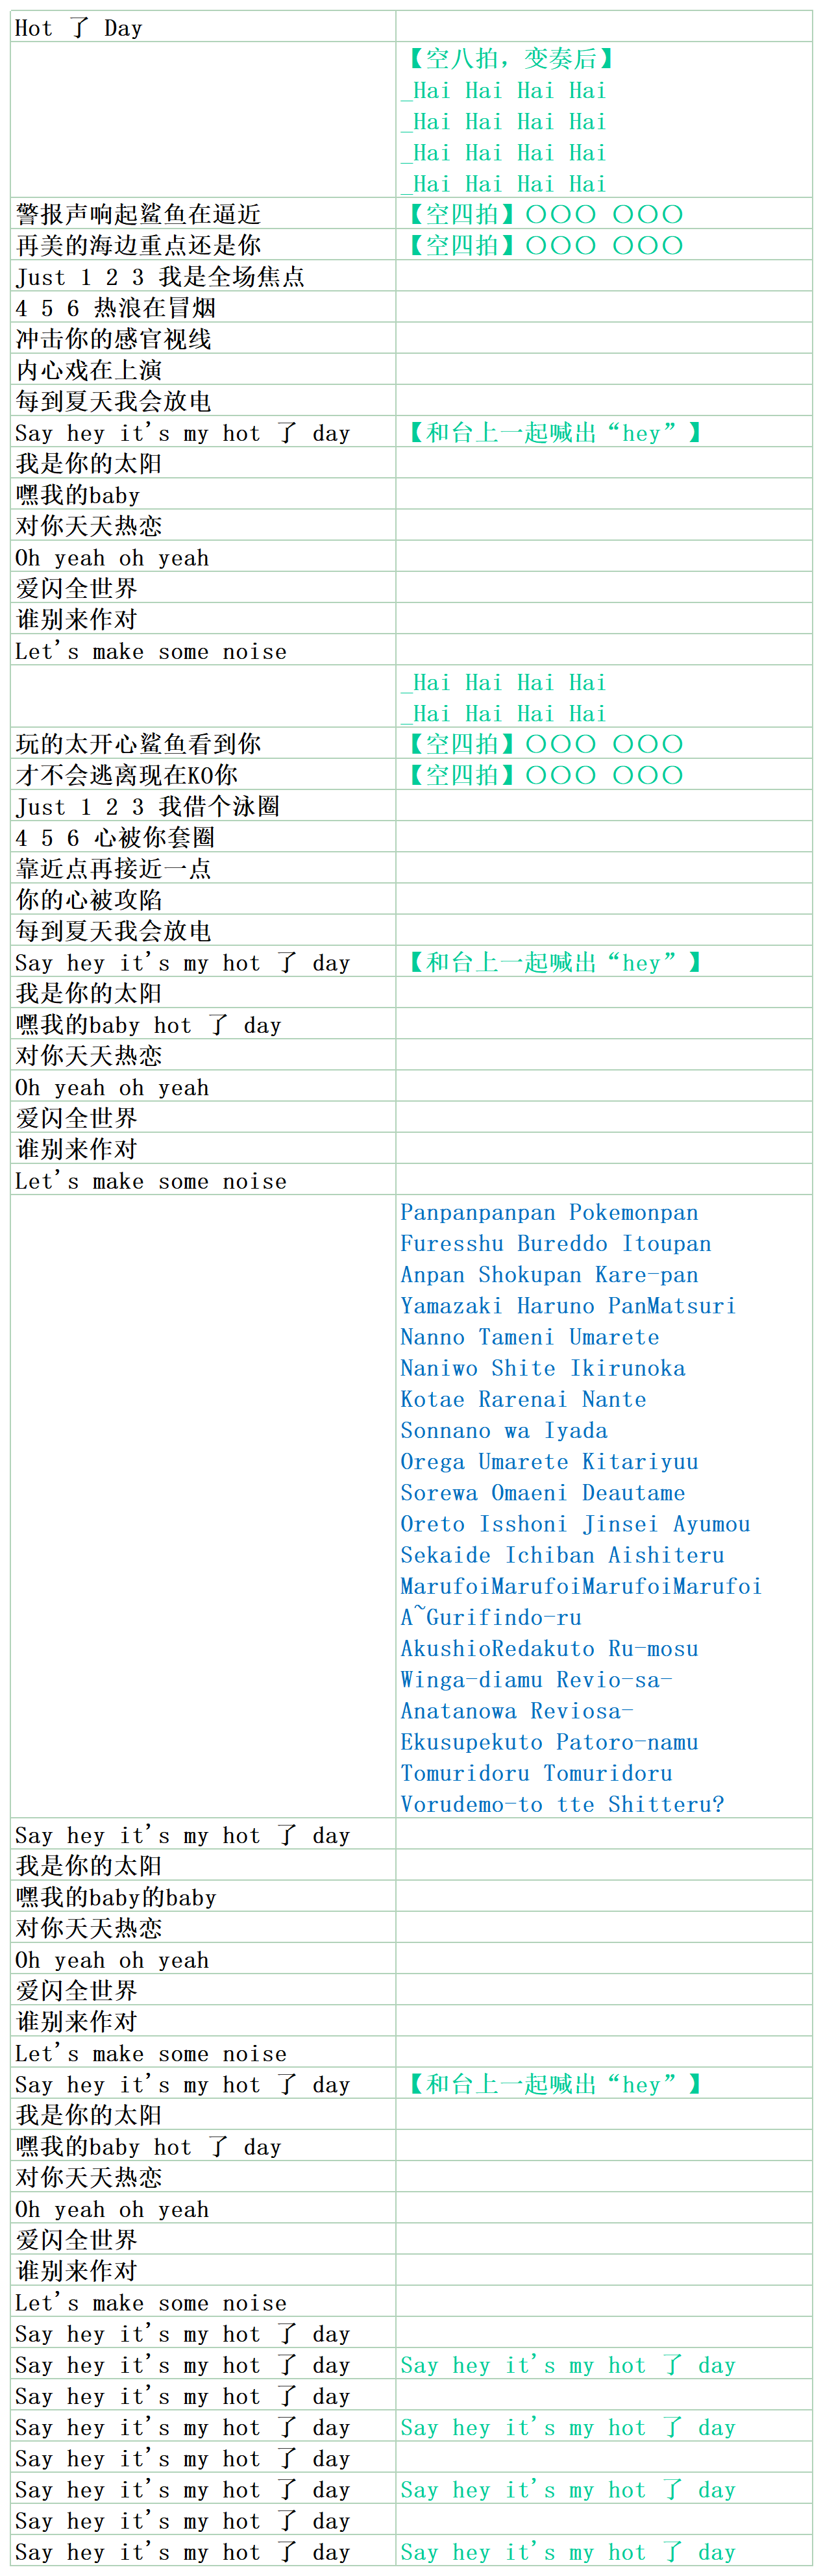 Hot 了 Day
【空八拍，变奏后】
_Hai Hai Hai Hai
_Hai Hai Hai Hai
_Hai Hai Hai Hai
_Hai Hai Hai Hai
警报声响起鲨鱼在逼近 【空四拍】〇〇〇 〇〇〇
再美的海边重点还是你 【空四拍】〇〇〇 〇〇〇
Just 1 2 3 我是全场焦点
4 5 6 热浪在冒烟
冲击你的感官视线
内心戏在上演
每到夏天我会放电
Say hey it's my hot 了 day 【和台上一起喊出“hey”】
我是你的太阳
嘿我的baby
对你天天热恋
Oh yeah oh yeah
爱闪全世界
谁别来作对
Let's make some noise
_Hai Hai Hai Hai
_Hai Hai Hai Hai
玩的太开心鲨鱼看到你 【空四拍】〇〇〇 〇〇〇
才不会逃离现在KO你 【空四拍】〇〇〇 〇〇〇
Just 1 2 3 我借个泳圈
4 5 6 心被你套圈
靠近点再接近一点
你的心被攻陷
每到夏天我会放电
Say hey it's my hot 了 day 【和台上一起喊出“hey”】
我是你的太阳
嘿我的baby hot 了 day
对你天天热恋
Oh yeah oh yeah
爱闪全世界
谁别来作对
Let's make some noise
Panpanpanpan Pokemonpan
Furesshu Bureddo Itoupan
Anpan Shokupan Kare-pan
Yamazaki Haruno PanMatsuri
Nanno Tameni Umarete
Naniwo Shite Ikirunoka
Kotae Rarenai Nante
Sonnano wa Iyada
Orega Umarete Kitariyuu
Sorewa Omaeni Deautame
Oreto Isshoni Jinsei Ayumou
Sekaide Ichiban Aishiteru
MarufoiMarufoiMarufoiMarufoi
A~Gurifindo-ru
AkushioRedakuto Ru-mosu
Winga-diamu Revio-sa-
Anatanowa Reviosa-
Ekusupekuto Patoro-namu
Tomuridoru Tomuridoru
Vorudemo-to tte Shitteru?
Say hey it's my hot 了 day
我是你的太阳
嘿我的baby的baby
对你天天热恋
Oh yeah oh yeah
爱闪全世界
谁别来作对
Let's make some noise
Say hey it's my hot 了 day 【和台上一起喊出“hey”】
我是你的太阳
嘿我的baby hot 了 day
对你天天热恋
Oh yeah oh yeah
爱闪全世界
谁别来作对
Let's make some noise
Say hey it's my hot 了 day
Say hey it's my hot 了 day Say hey it's my hot 了 day
Say hey it's my hot 了 day
Say hey it's my hot 了 day Say hey it's my hot 了 day
Say hey it's my hot 了 day
Say hey it's my hot 了 day Say hey it's my hot 了 day
Say hey it's my hot 了 day
Say hey it's my hot 了 day Say hey it's my hot 了 day